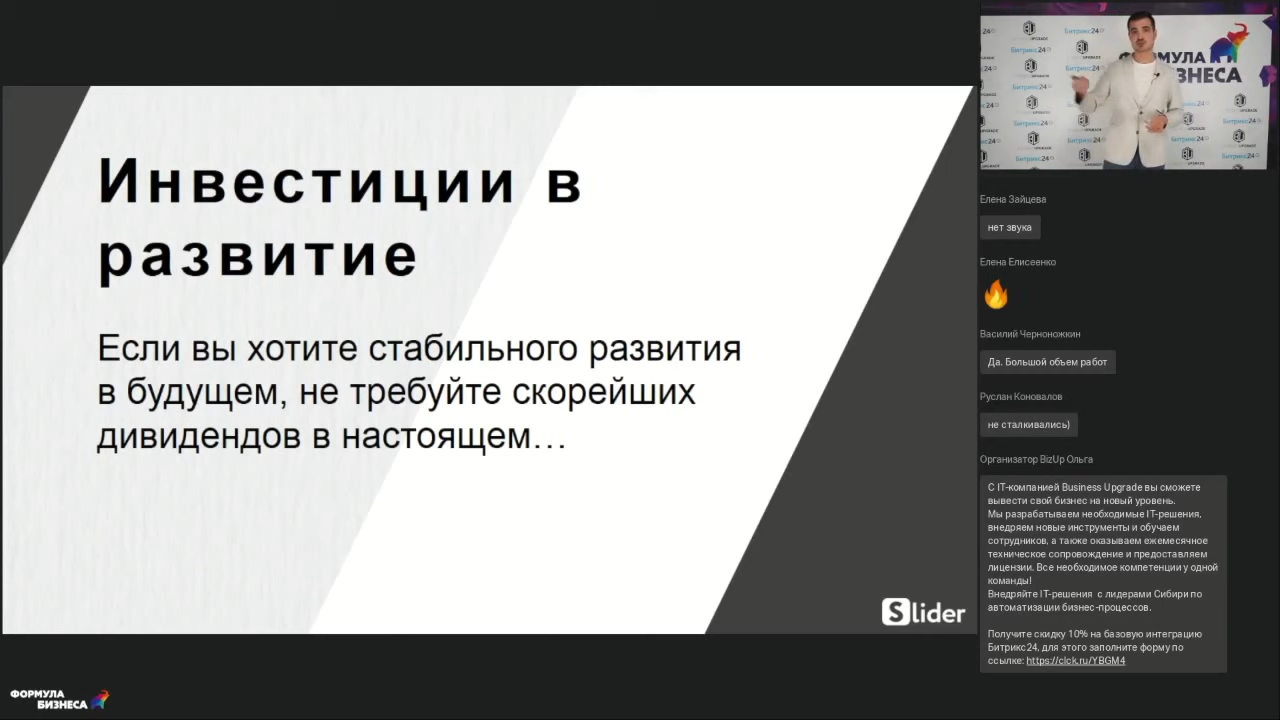 Инвестиции в
развитие
Если вы хотите стабильного развития
в будущем, не требуйте скорейших
дивидендов в настоящем…
Slider
ФОРМУЛА
БИЗНЕСА
Битрикс24
UPGRADE
МУЛА
ЗНЕСА
Елена Зайцева
нет звука
Елена Елисеенко
Василий Черноножкин
Да. Большой объем работ
Руслан Коновалов
не сталкивались)
Организатор BizUp Ольга
С IT-компанией Business Upgrade вы сможете
вывести свой бизнес на новый уровень.
Мы разрабатываем необходимые IT-решения,
внедряем новые инструменты и обучаем
сотрудников, а также оказываем ежемесячное
техническое сопровождение и предоставляем
лицензии. Все необходимое компетенции у одной
команды!
Внедряйте IT-решения с лидерами Сибири по
автоматизации бизнес-процессов.
Получите скидку 10% на базовую интеграцию
Битрикс24, для этого заполните форму по
ссылке: https://clck.ru/YBGM4